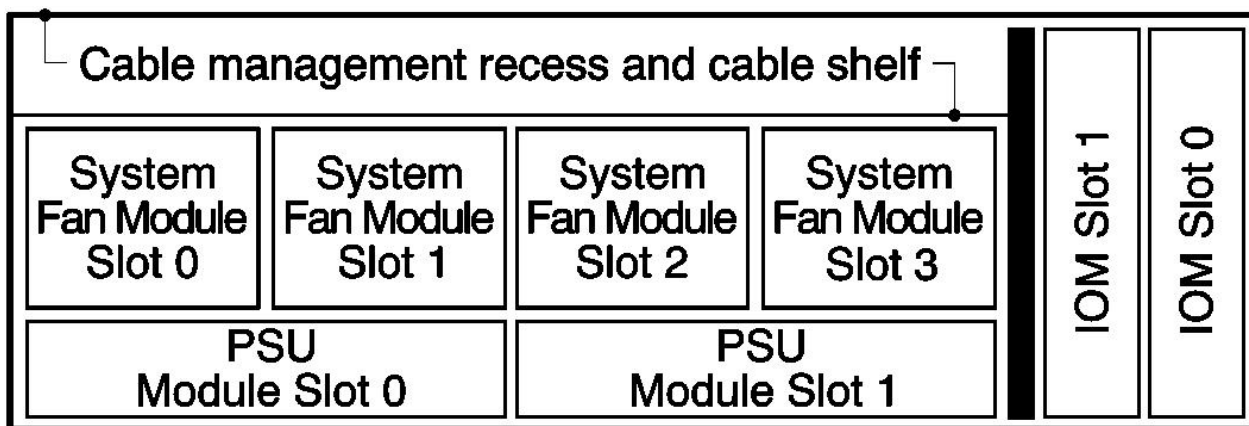 Cable management recess and cable shelf
System
Fan Module
Slot 0
System
Fan Module
Slot 1
System
Fan Module
Slot 2
System
Fan Module
Slot 3
PSU
Module Slot 0
PSU
Module Slot 1
IOM Slot 1
IOM Slot 0